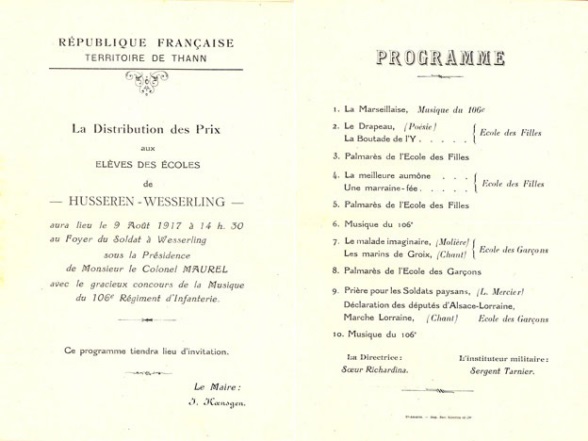 RÉPUBLIQUE FRANÇAISE
TERRITOIRE DE THANN
La Distribution des Prix
aux
ELÈVES DES ÉCOLES
de
— HUSSEREN-WESSERLING —
aura lieu le 9 Août 1917 à 14 h. 30
au Foyer du Soldat à Wesserling
sous la Présidence
de Monsieur le Colonel MAUREL
avec le gracieux concours de la Musique
du 106e Régiment d'Infanterie.
Ce programme tiendra lieu d'invitation.
Le Maire:
J. Hænsgen.
PROGRAMME
1. La Marseillaise, Musique du 106e
2. Le Drapeau, (Poésie)
La Boutade de l'Y . . . . . Ecole des Filles
3. Palmarès de l'Ecole des Filles
4. La meilleure aumône . . .
Une marraine-fée . . . . . Ecole des Filles
5. Palmarès de l'Ecole des Filles
6. Musique du 106e
7. Le malade imaginaire, (Molière)
Les marins de Groix, (Chant) Ecole des Garçons
8. Palmarès de l'Ecole des Garçons
9. Prière pour les Soldats paysans, (L. Mercier)
Déclaration des députés d'Alsace-Lorraine,
Marche Lorraine, (Chant) Ecole des Garçons
10. Musique du 106e
La Directrice: L'instituteur militaire:
Sœur Richardina. Sergent Tarnier.